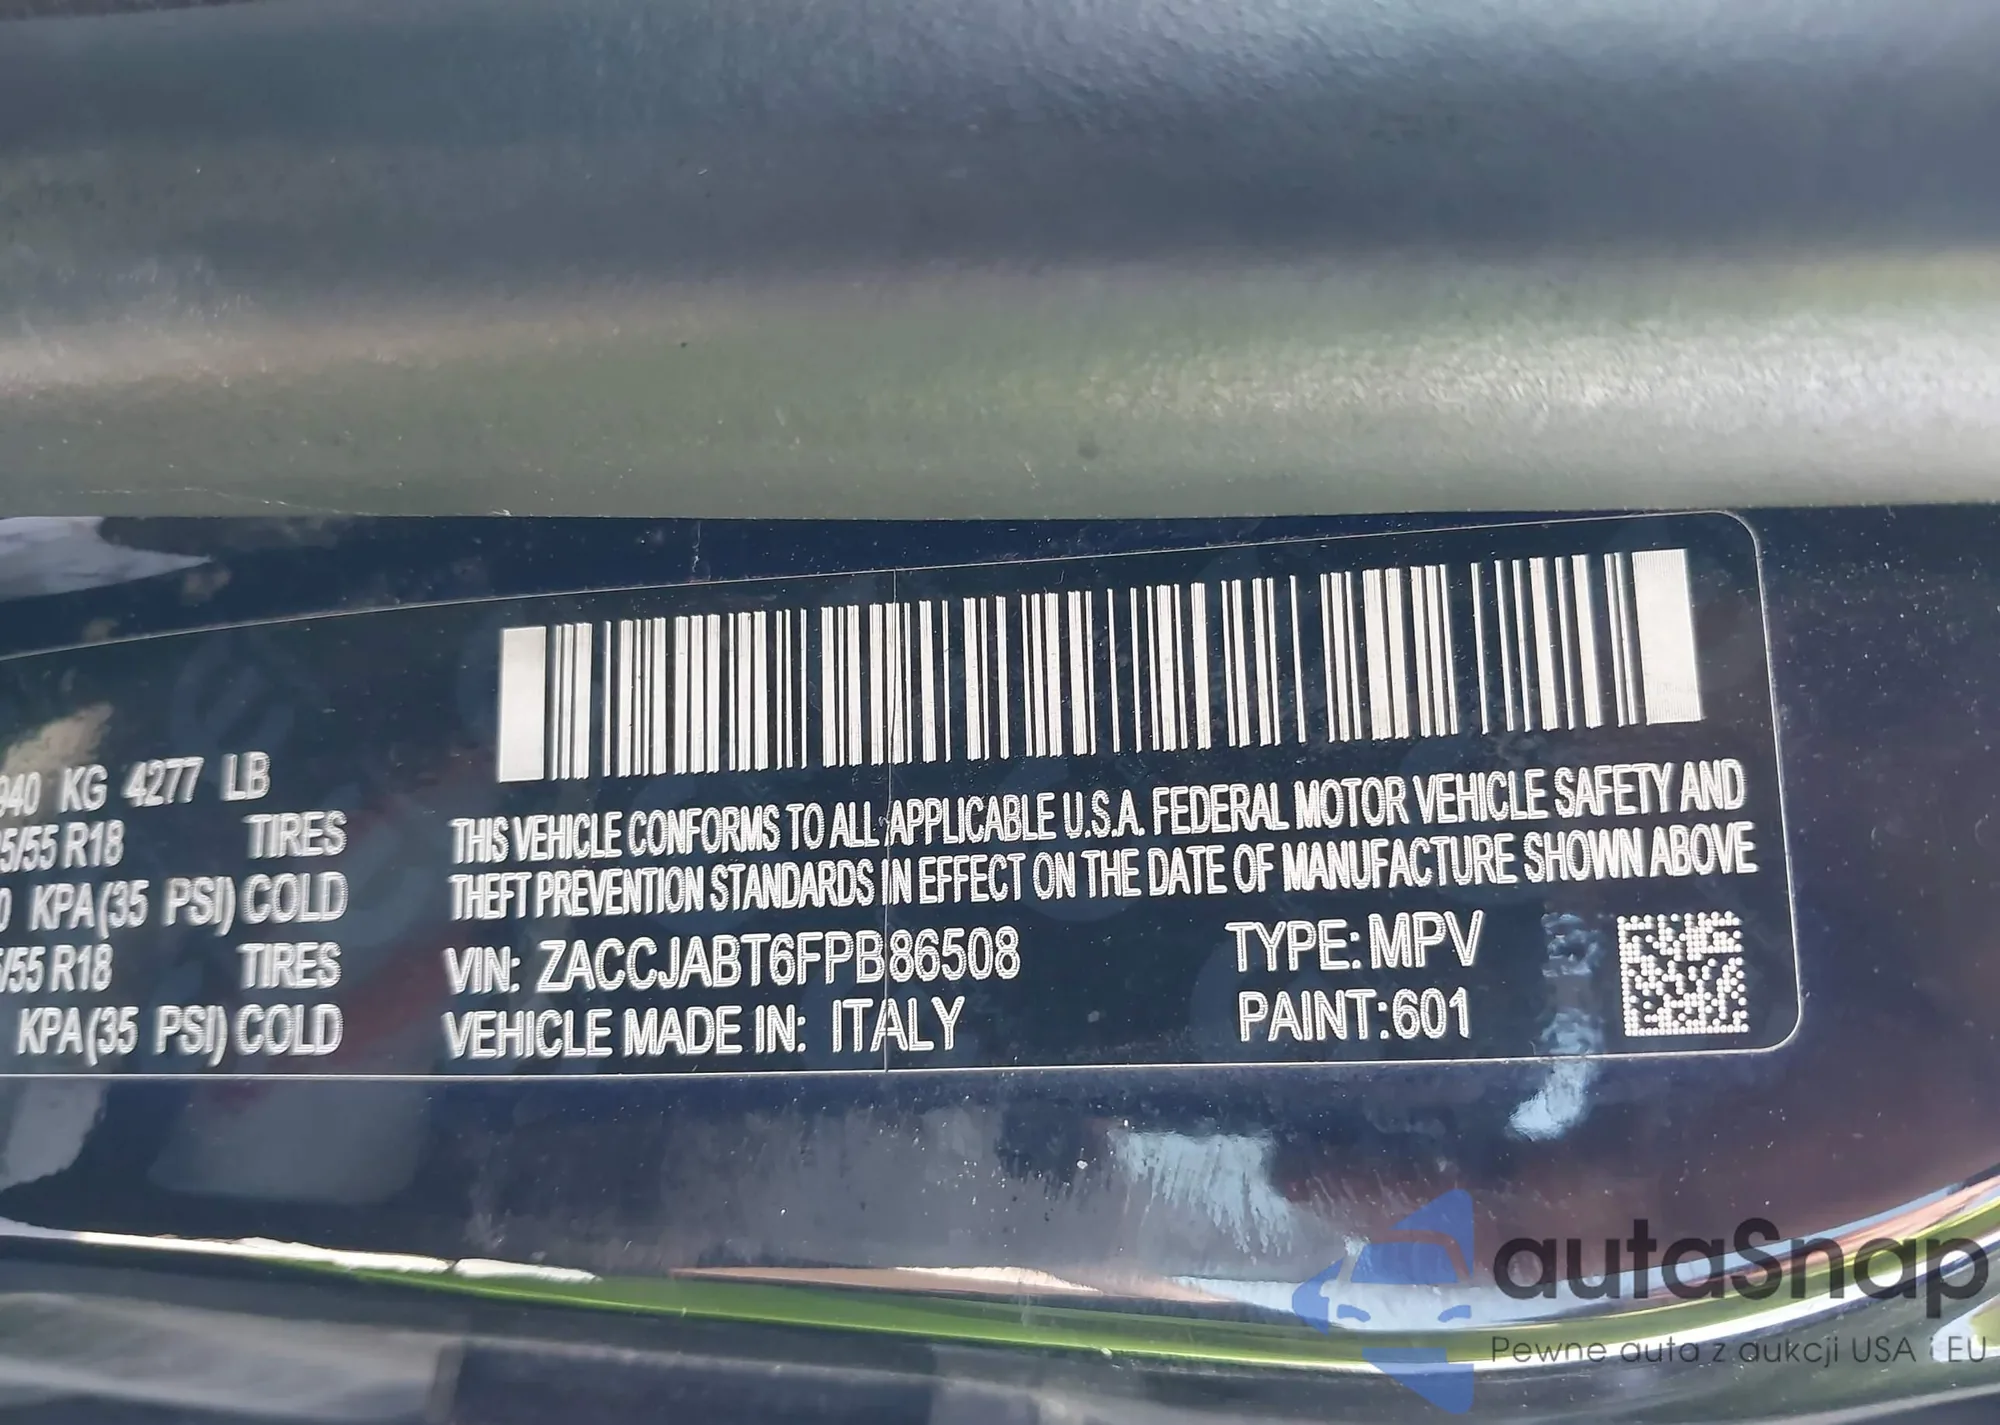 940 KG 4277 LB
5/55 R18 TIRES
0 KPA(35 PSI) COLD
/55 R18 TIRES
KPA(35 PSI) COLD
THIS VEHICLE CONFORMS TO ALL APPLICABLE U.S.A. FEDERAL MOTOR VEHICLE SAFETY AND
THEFT PREVENTION STANDARDS IN EFFECT ON THE DATE OF MANUFACTURE SHOWN ABOVE
VIN: ZACCJABT6FPB86508 TYPE: MPV
VEHICLE MADE IN: ITALY PAINT:601
autaSnap
Pewne auta z aukcji USA i EU